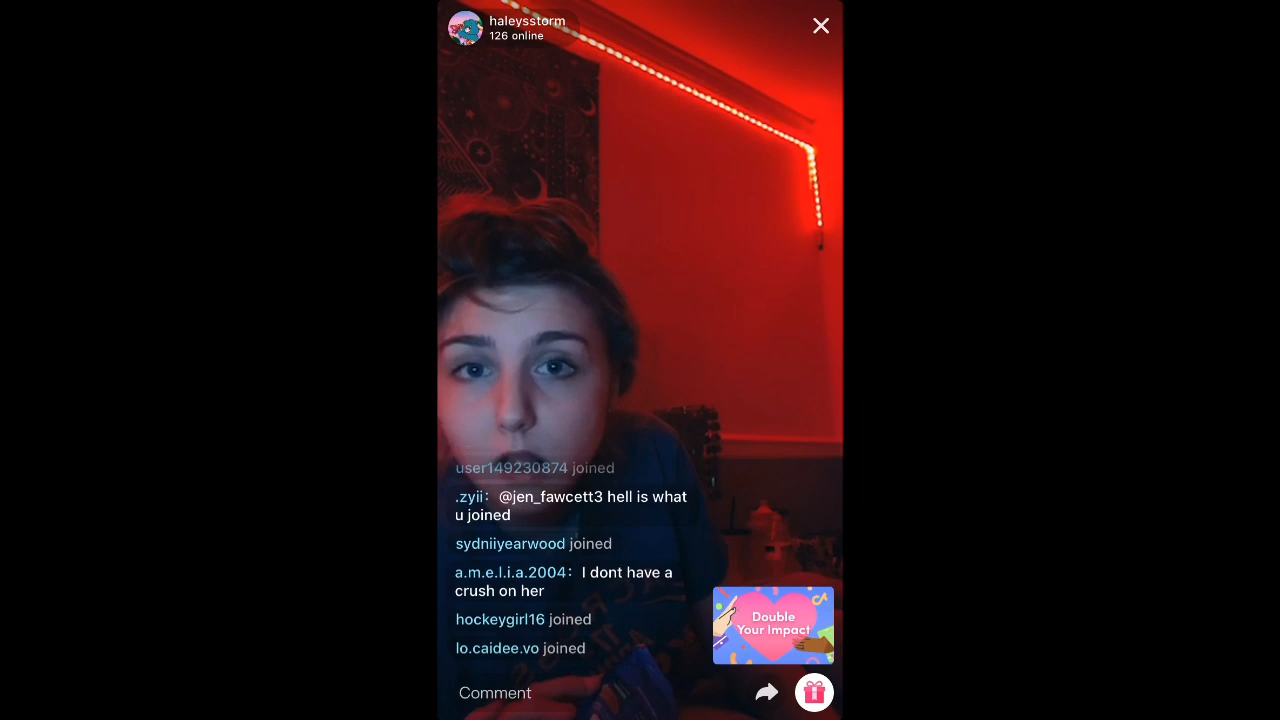 haleysstorm
126 online
user149230874 joined
.zyii: @jen_fawcett3 hell is what
u joined
sydniiyearwood joined
a.m.e.l.i.a.2004: I dont have a
crush on her
hockeygirl16 joined
lo.caidee.vo joined
Double
Your Impact
Comment